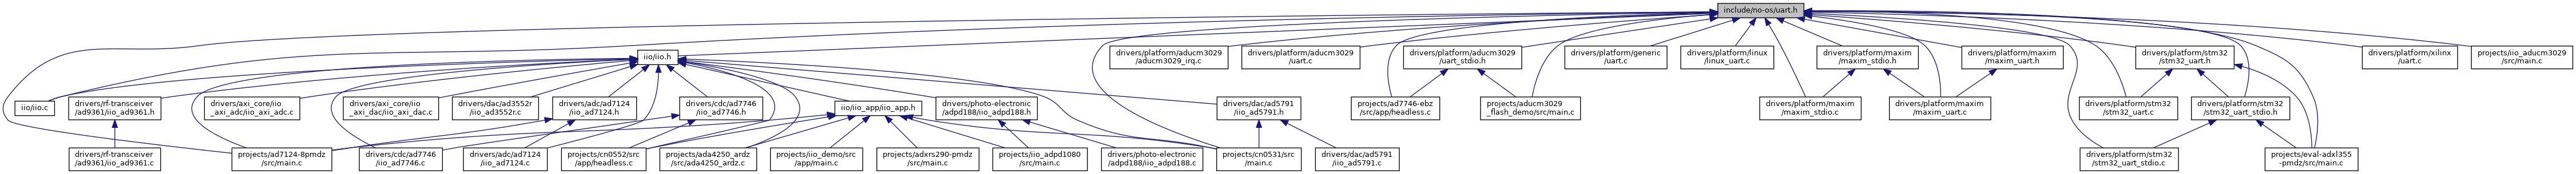 include/no-os/uart.h
drivers/platform/aducm3029
/aducm3029_irq.c
drivers/platform/aducm3029
/uart.c
drivers/platform/aducm3029
/uart_stdio.h
drivers/platform/generic
/uart.c
drivers/platform/linux
/linux_uart.c
drivers/platform/maxim
/maxim_stdio.h
drivers/platform/maxim
/maxim_uart.h
drivers/platform/stm32
/stm32_uart.h
drivers/platform/xilinx
/uart.c
projects/iio_aducm3029
/src/main.c
iio/iio.h
iio/iio.c
drivers/rf-transceiver
/ad9361/iio_ad9361.h
drivers/axi_core/iio
_axi_adc/iio_axi_adc.c
drivers/axi_core/iio
_axi_dac/iio_axi_dac.c
drivers/dac/ad3552r
/iio_ad3552r.c
drivers/adc/ad7124
/iio_ad7124.h
drivers/cdc/ad7746
/iio_ad7746.h
iio/iio_app/iio_app.h
drivers/photo-electronic
/adpd188/iio_adpd188.h
drivers/dac/ad5791
/iio_ad5791.h
projects/ad7746-ebz
/src/app/headless.c
projects/aducm3029
_flash_demo/src/main.c
drivers/platform/maxim
/maxim_stdio.c
drivers/platform/maxim
/maxim_uart.c
drivers/platform/stm32
/stm32_uart.c
drivers/platform/stm32
/stm32_uart_stdio.h
drivers/rf-transceiver
/ad9361/iio_ad9361.c
projects/ad7124-8pmdz
/src/main.c
drivers/cdc/ad7746
/iio_ad7746.c
drivers/adc/ad7124
/iio_ad7124.c
projects/cn0552/src
/app/headless.c
projects/ada4250_ardz
/src/ada4250_ardz.c
projects/iio_demo/src
/app/main.c
projects/adxrs290-pmdz
/src/main.c
projects/iio_adpd1080
/src/main.c
drivers/photo-electronic
/adpd188/iio_adpd188.c
projects/cn0531/src
/main.c
drivers/dac/ad5791
/iio_ad5791.c
drivers/platform/stm32
/stm32_uart_stdio.c
projects/eval-adxl355
-pmdz/src/main.c